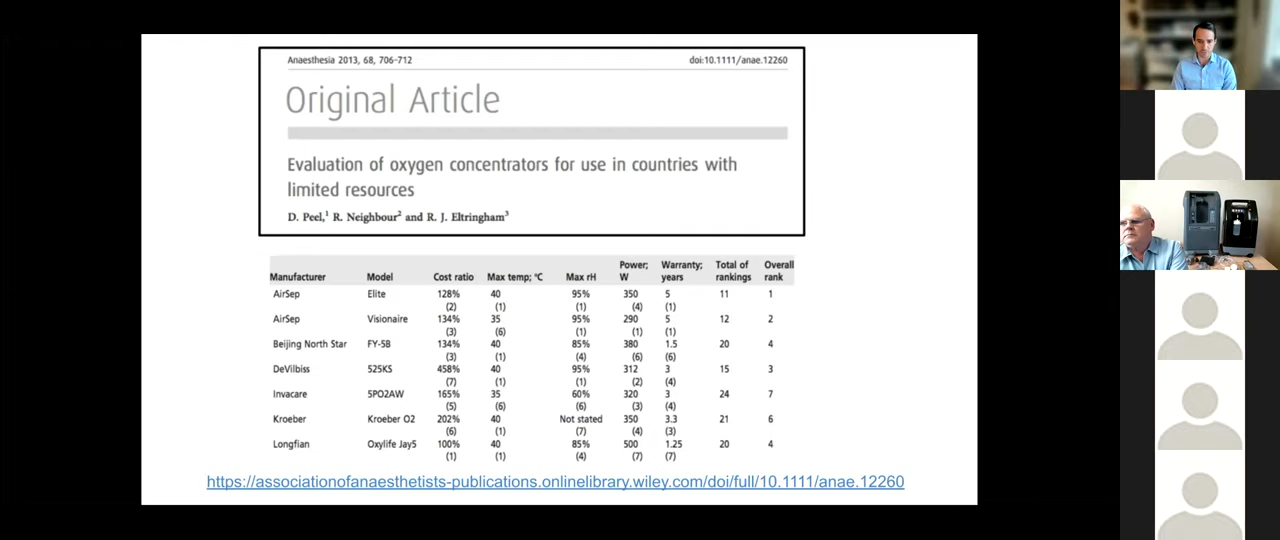 Anaesthesia 2013, 68, 706–712 doi:10.1111/anae.12260
Original Article
Evaluation of oxygen concentrators for use in countries with
limited resources
D. Peel,1 R. Neighbour2 and R. J. Eltringham3
Manufacturer Model Cost ratio Max temp; °C Max rH Power; W Warranty; years Total of rankings Overall rank
AirSep Elite 128% 40 95% 350 5 11 1
(2) (1) (1) (4) (1)
AirSep Visionaire 134% 35 95% 290 5 12 2
(3) (6) (1) (1) (1)
Beijing North Star FY-5B 134% 40 85% 380 1.5 20 4
(3) (1) (4) (6) (6)
DeVilbiss 525KS 458% 40 95% 312 3 15 3
(7) (1) (1) (2) (4)
Invacare 5PO2AW 165% 35 60% 320 3 24 7
(5) (6) (6) (3) (4)
Kroeber Kroeber O2 202% 40 Not stated 350 3.3 21 6
(6) (1) (7) (4) (3)
Longfian Oxylife Jay5 100% 40 85% 500 1.25 20 4
(1) (1) (4) (7) (7)
https://associationofanaesthetists-publications.onlinelibrary.wiley.com/doi/full/10.1111/anae.12260